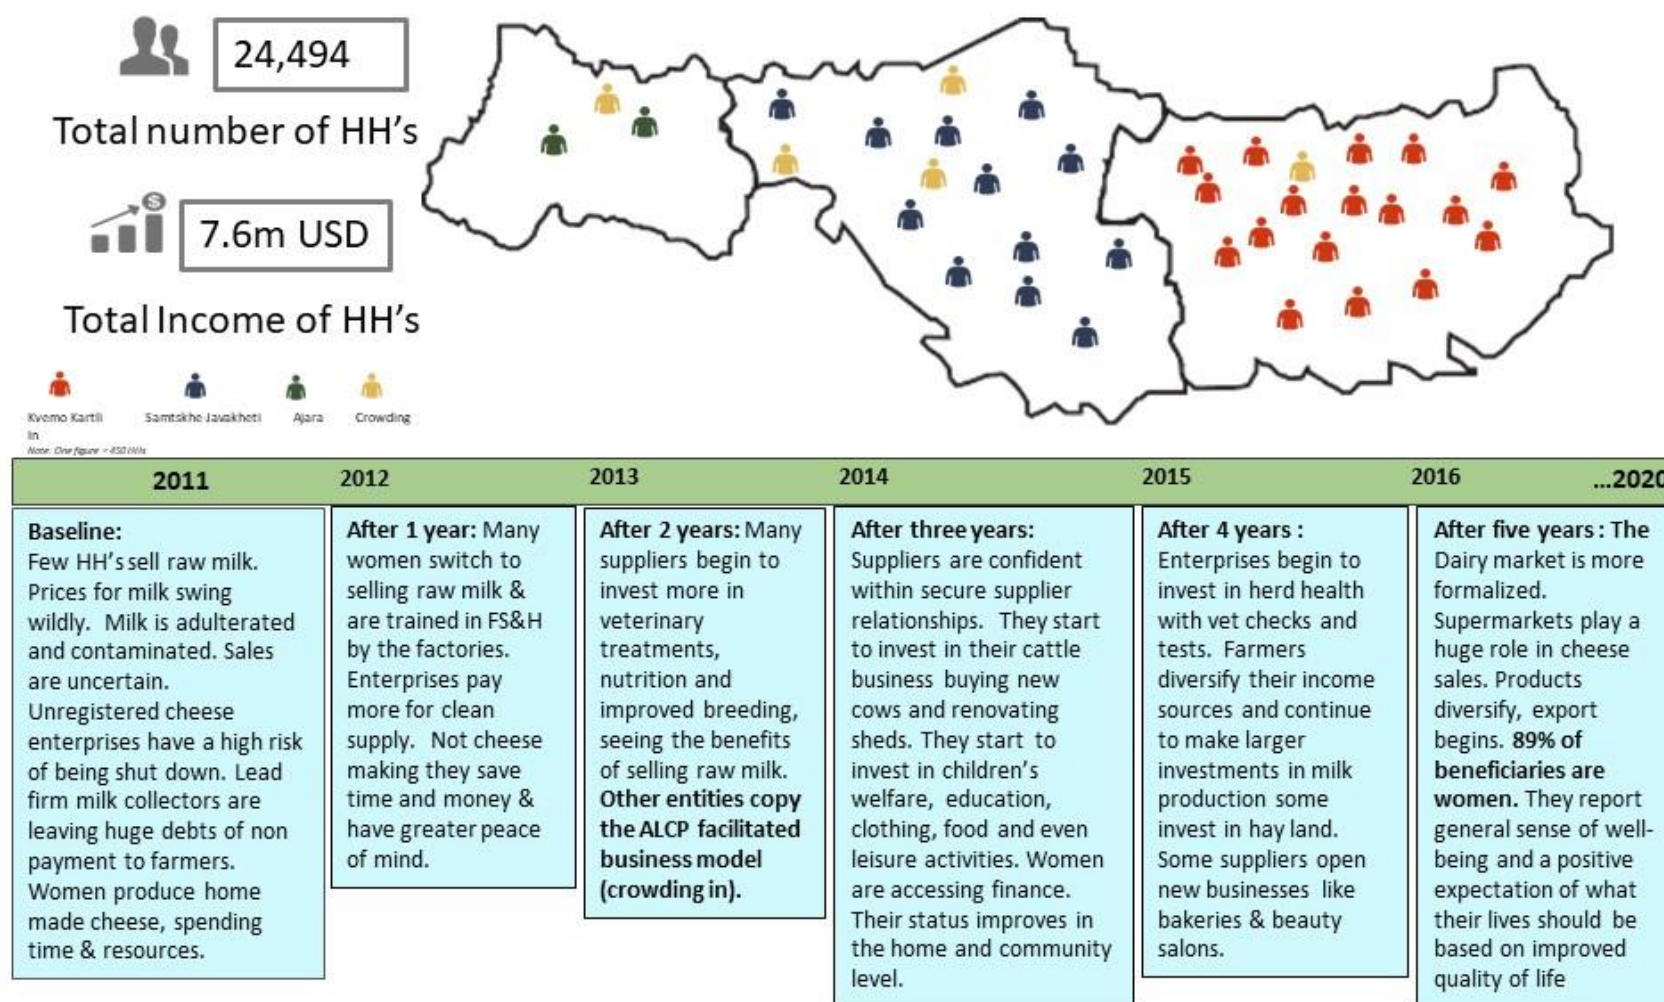 24,494
Total number of HH's
7.6m USD
Total Income of HH's
Kvemo Kartli
Samtskhe Javakheti
Ajara
Crowding
In
Note: One figure = 450 HHs
2011
2012
2013
2014
2015
2016
...2020
Baseline:
Few HH's sell raw milk.
Prices for milk swing
wildly. Milk is adulterated
and contaminated. Sales
are uncertain.
Unregistered cheese
enterprises have a high risk
of being shut down. Lead
firm milk collectors are
leaving huge debts of non
payment to farmers.
Women produce home
made cheese, spending
time & resources.
After 1 year: Many
women switch to
selling raw milk &
are trained in FS&H
by the factories.
Enterprises pay
more for clean
supply. Not cheese
making they save
time and money &
have greater peace
of mind.
After 2 years: Many
suppliers begin to
invest more in
veterinary
treatments,
nutrition and
improved breeding,
seeing the benefits
of selling raw milk.
Other entities copy
the ALCP facilitated
business model
(crowding in).
After three years:
Suppliers are confident
within secure supplier
relationships. They start
to invest in their cattle
business buying new
cows and renovating
sheds. They start to
invest in children's
welfare, education,
clothing, food and even
leisure activities. Women
are accessing finance.
Their status improves in
the home and community
level.
After 4 years :
Enterprises begin to
invest in herd health
with vet checks and
tests. Farmers
diversify their income
sources and continue
to make larger
investments in milk
production some
invest in hay land.
Some suppliers open
new businesses like
bakeries & beauty
salons.
After five years : The
Dairy market is more
formalized.
Supermarkets play a
huge role in cheese
sales. Products
diversify, export
begins. 89% of
beneficiaries are
women. They report
general sense of well-
being and a positive
expectation of what
their lives should be
based on improved
quality of life